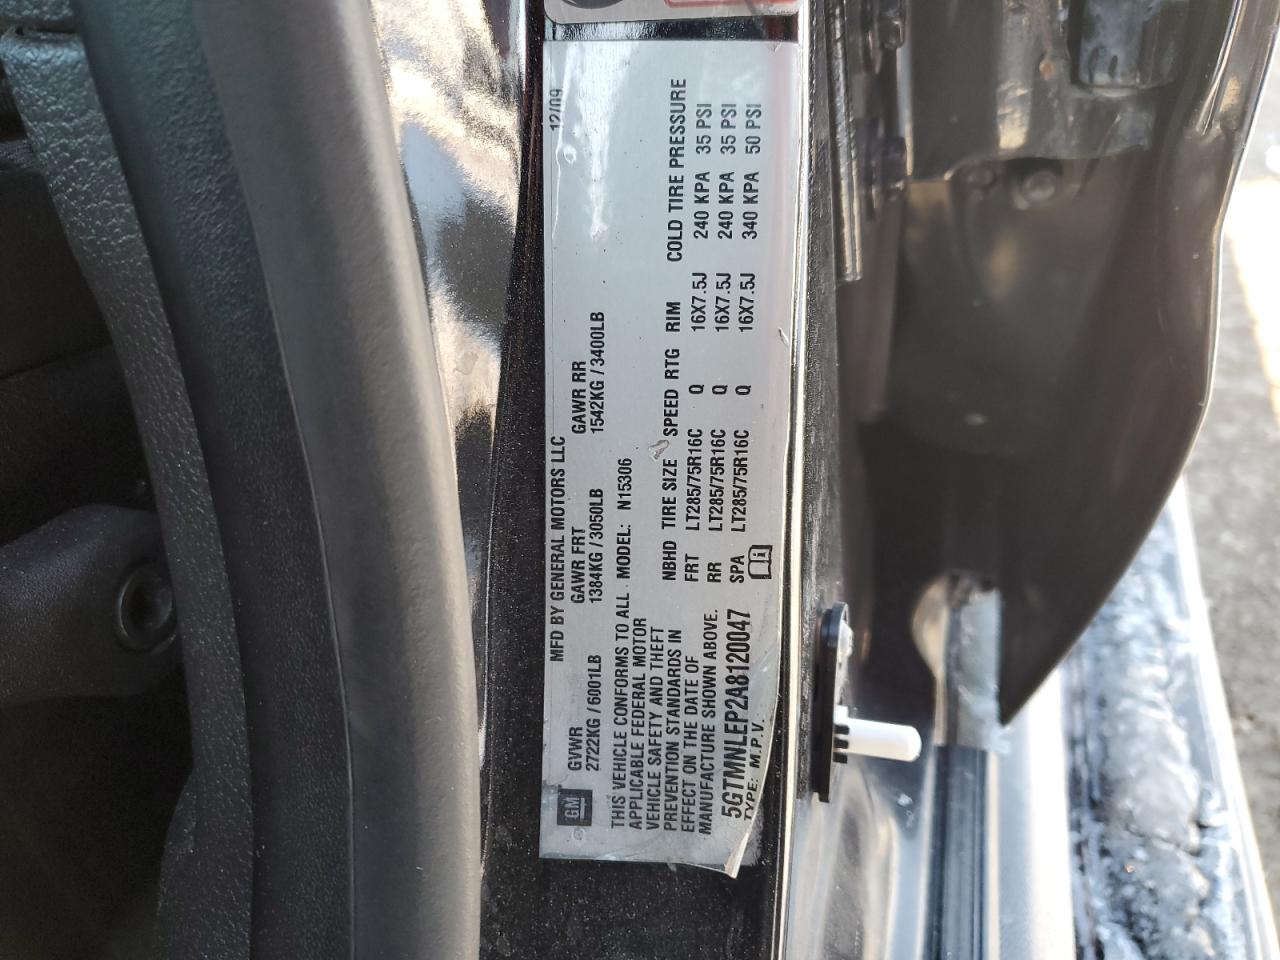 MFD BY GENERAL MOTORS LLC 12/09
GVWR GAWR FRT GAWR RR
2722KG / 6001LB 1384KG / 3050LB 1542KG / 3400LB
GM
THIS VEHICLE CONFORMS TO ALL MODEL: N15306
APPLICABLE FEDERAL MOTOR
VEHICLE SAFETY AND THEFT
PREVENTION STANDARDS IN
EFFECT ON THE DATE OF
MANUFACTURE SHOWN ABOVE.
5GTMNLEP2A8120047
TYPE: M.P.V.
NBHD TIRE SIZE SPEED RTG RIM COLD TIRE PRESSURE
FRT LT285/75R16C Q 16X7.5J 240 KPA 35 PSI
RR LT285/75R16C Q 16X7.5J 240 KPA 35 PSI
SPA LT285/75R16C Q 16X7.5J 340 KPA 50 PSI